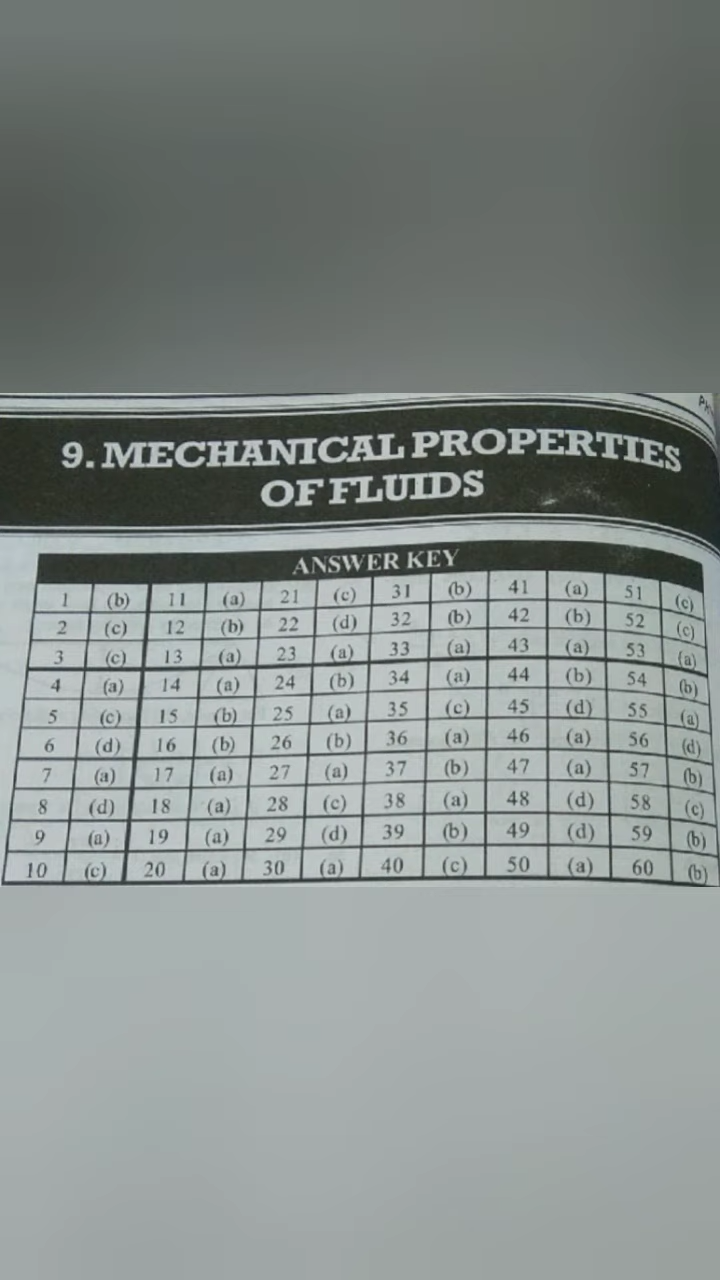 9. MECHANICAL PROPERTIES
OF FLUIDS
ANSWER KEY
1 (b) 11 (a) 21 (c) 31 (b) 41 (a) 51 (c)
2 (c) 12 (b) 22 (d) 32 (b) 42 (b) 52 (c)
3 (c) 13 (a) 23 (a) 33 (a) 43 (a) 53 (a)
4 (a) 14 (a) 24 (b) 34 (a) 44 (b) 54 (b)
5 (c) 15 (b) 25 (a) 35 (c) 45 (d) 55 (a)
6 (d) 16 (b) 26 (b) 36 (a) 46 (a) 56 (d)
7 (a) 17 (a) 27 (a) 37 (b) 47 (a) 57 (b)
8 (d) 18 (a) 28 (c) 38 (a) 48 (d) 58 (c)
9 (a) 19 (a) 29 (d) 39 (b) 49 (d) 59 (b)
10 (c) 20 (a) 30 (a) 40 (c) 50 (a) 60 (b)